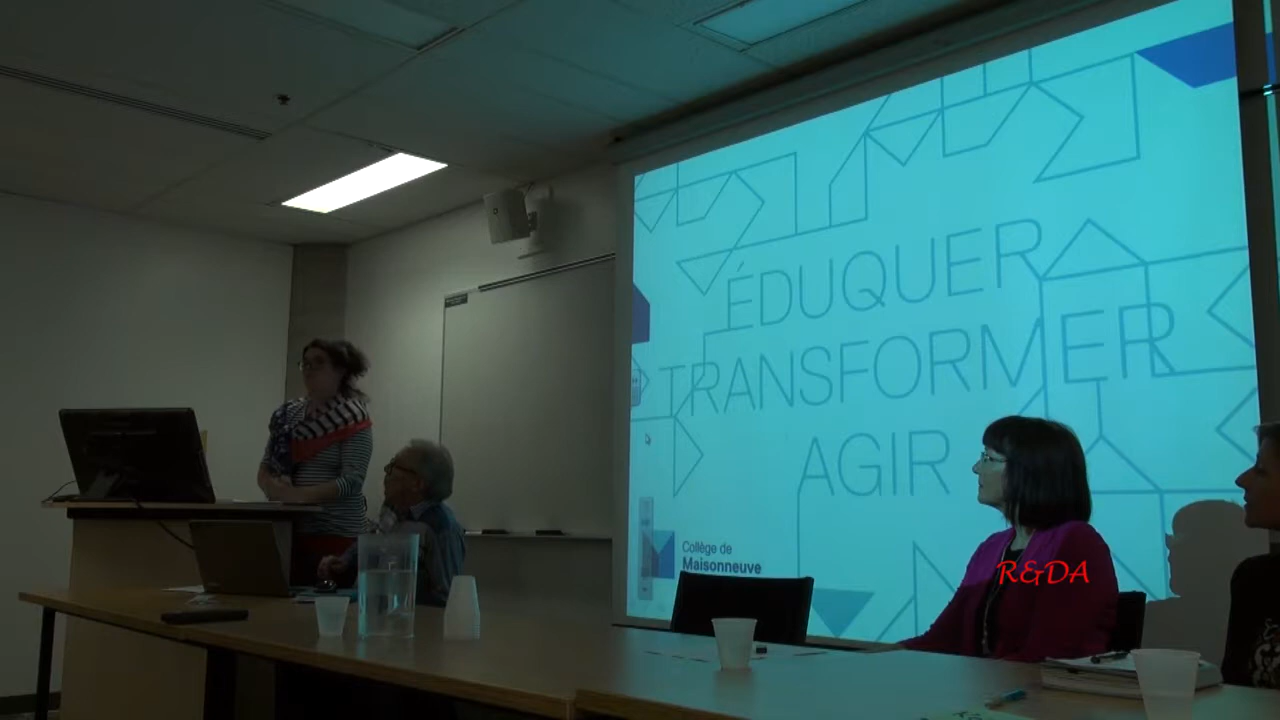 ÉDUQUER
TRANSFORMER
AGIR
Collège de
Maisonneuve
R&DA